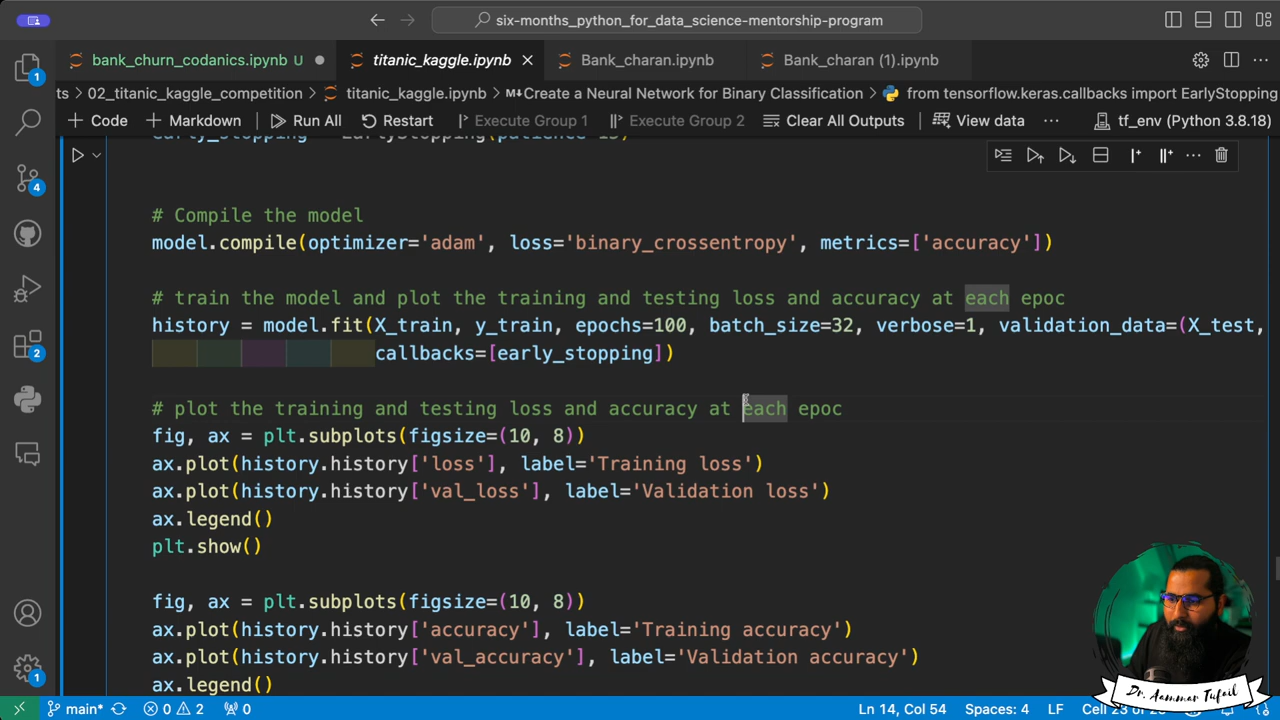 six-months_python_for_data_science-mentorship-program
bank_churn_codanics.ipynb U
titanic_kaggle.ipynb
Bank_charan.ipynb
Bank_charan (1).ipynb
ts > 02_titanic_kaggle_competition > titanic_kaggle.ipynb > M↓Create a Neural Network for Binary Classification > from tensorflow.keras.callbacks import EarlyStopping
+ Code + Markdown Run All Restart Execute Group 1 Execute Group 2 Clear All Outputs View data ... tf_env (Python 3.8.18)
early_stopping = EarlyStopping(patience=15)
# Compile the model
model.compile(optimizer='adam', loss='binary_crossentropy', metrics=['accuracy'])
# train the model and plot the training and testing loss and accuracy at each epoc
history = model.fit(X_train, y_train, epochs=100, batch_size=32, verbose=1, validation_data=(X_test,
callbacks=[early_stopping])
# plot the training and testing loss and accuracy at each epoc
fig, ax = plt.subplots(figsize=(10, 8))
ax.plot(history.history['loss'], label='Training loss')
ax.plot(history.history['val_loss'], label='Validation loss')
ax.legend()
plt.show()
fig, ax = plt.subplots(figsize=(10, 8))
ax.plot(history.history['accuracy'], label='Training accuracy')
ax.plot(history.history['val_accuracy'], label='Validation accuracy')
ax.legend()
1
4
2
1
Dr. Aammar Tufail
main* 0 2 0 Ln 14, Col 54 Spaces: 4 LF